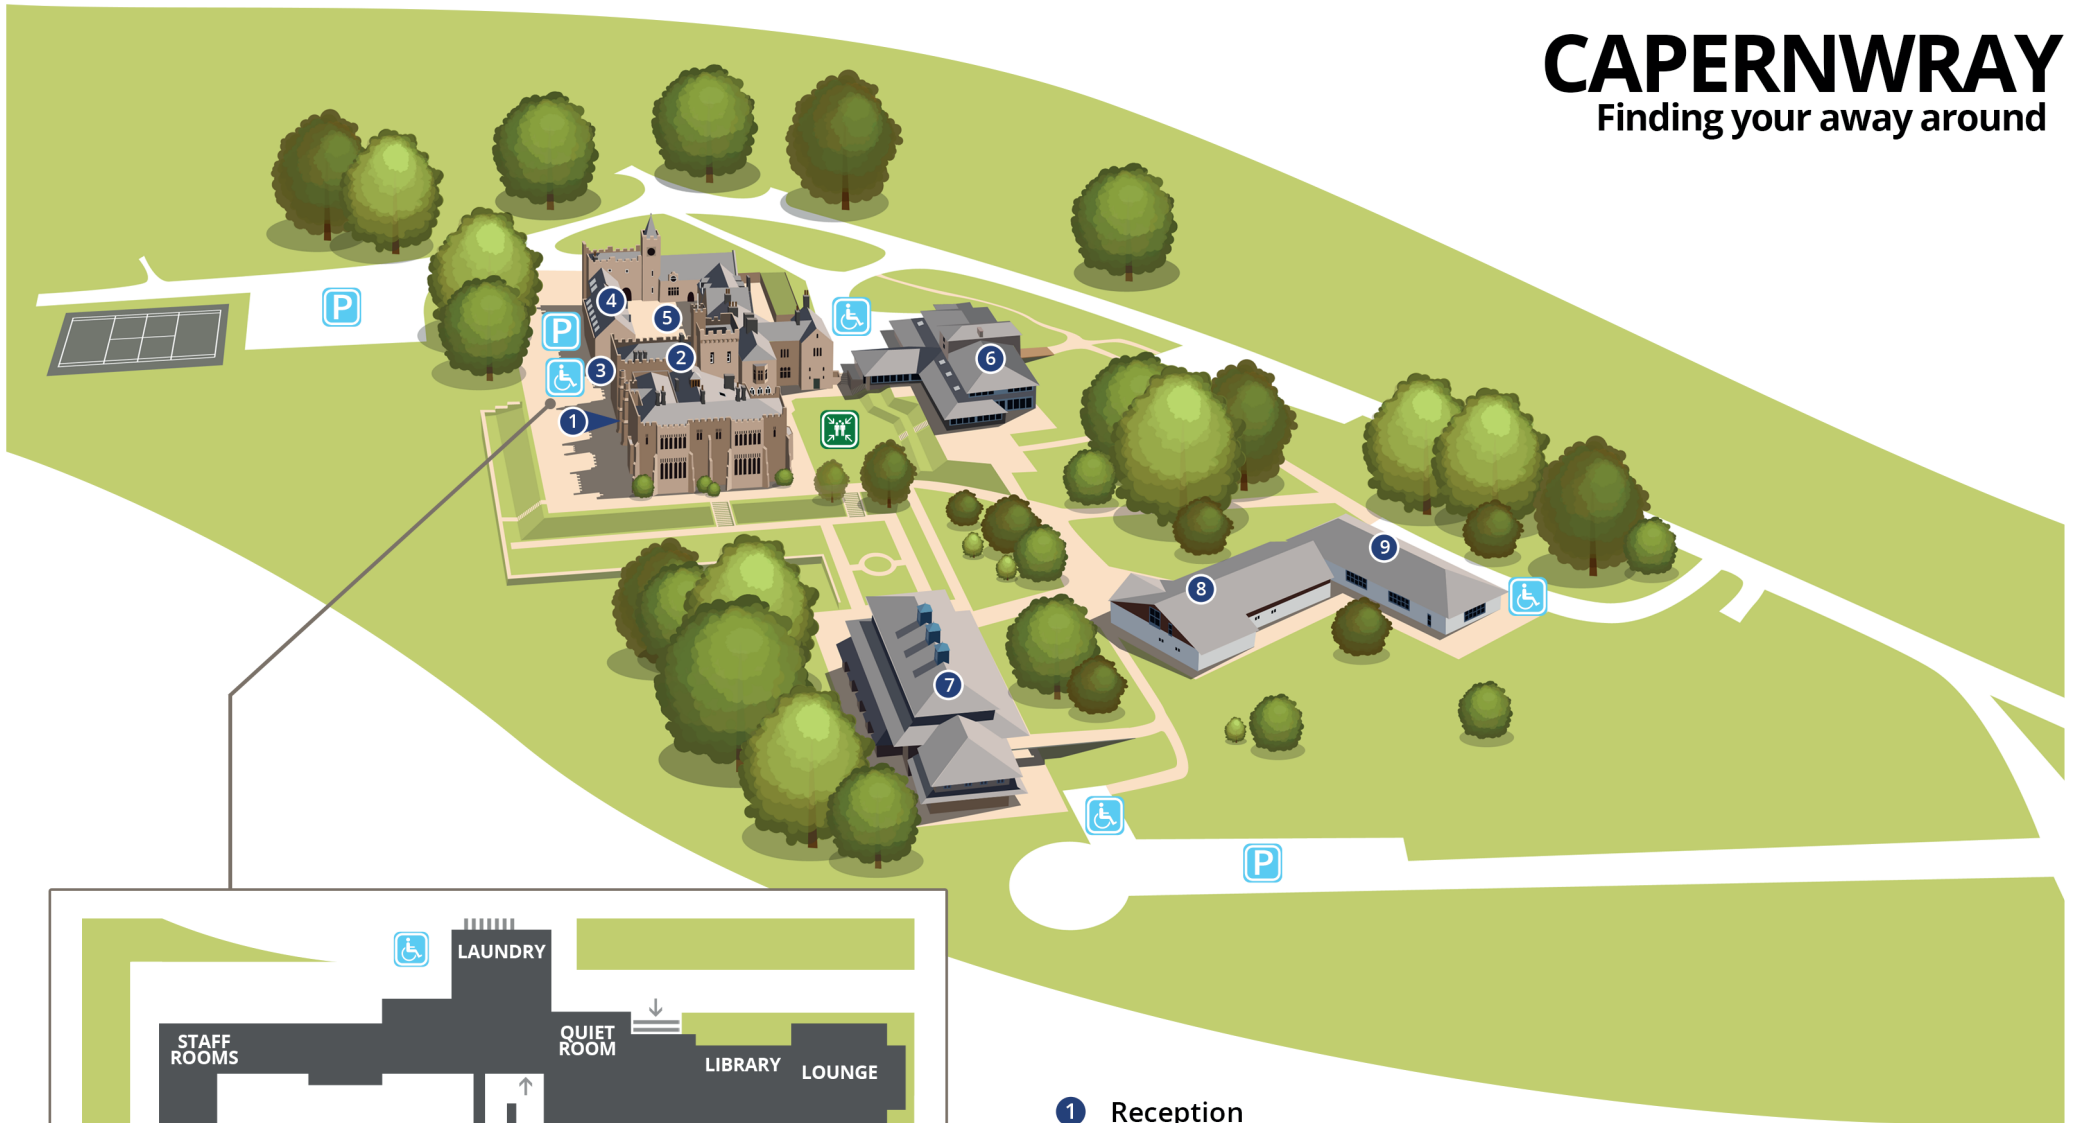 CAPERNWRAY
Finding your away around
P
P
4
5
2
3
6
1
9
8
7
P
LAUNDRY
STAFF
ROOMS
QUIET
ROOM
LIBRARY
LOUNGE
1 Reception